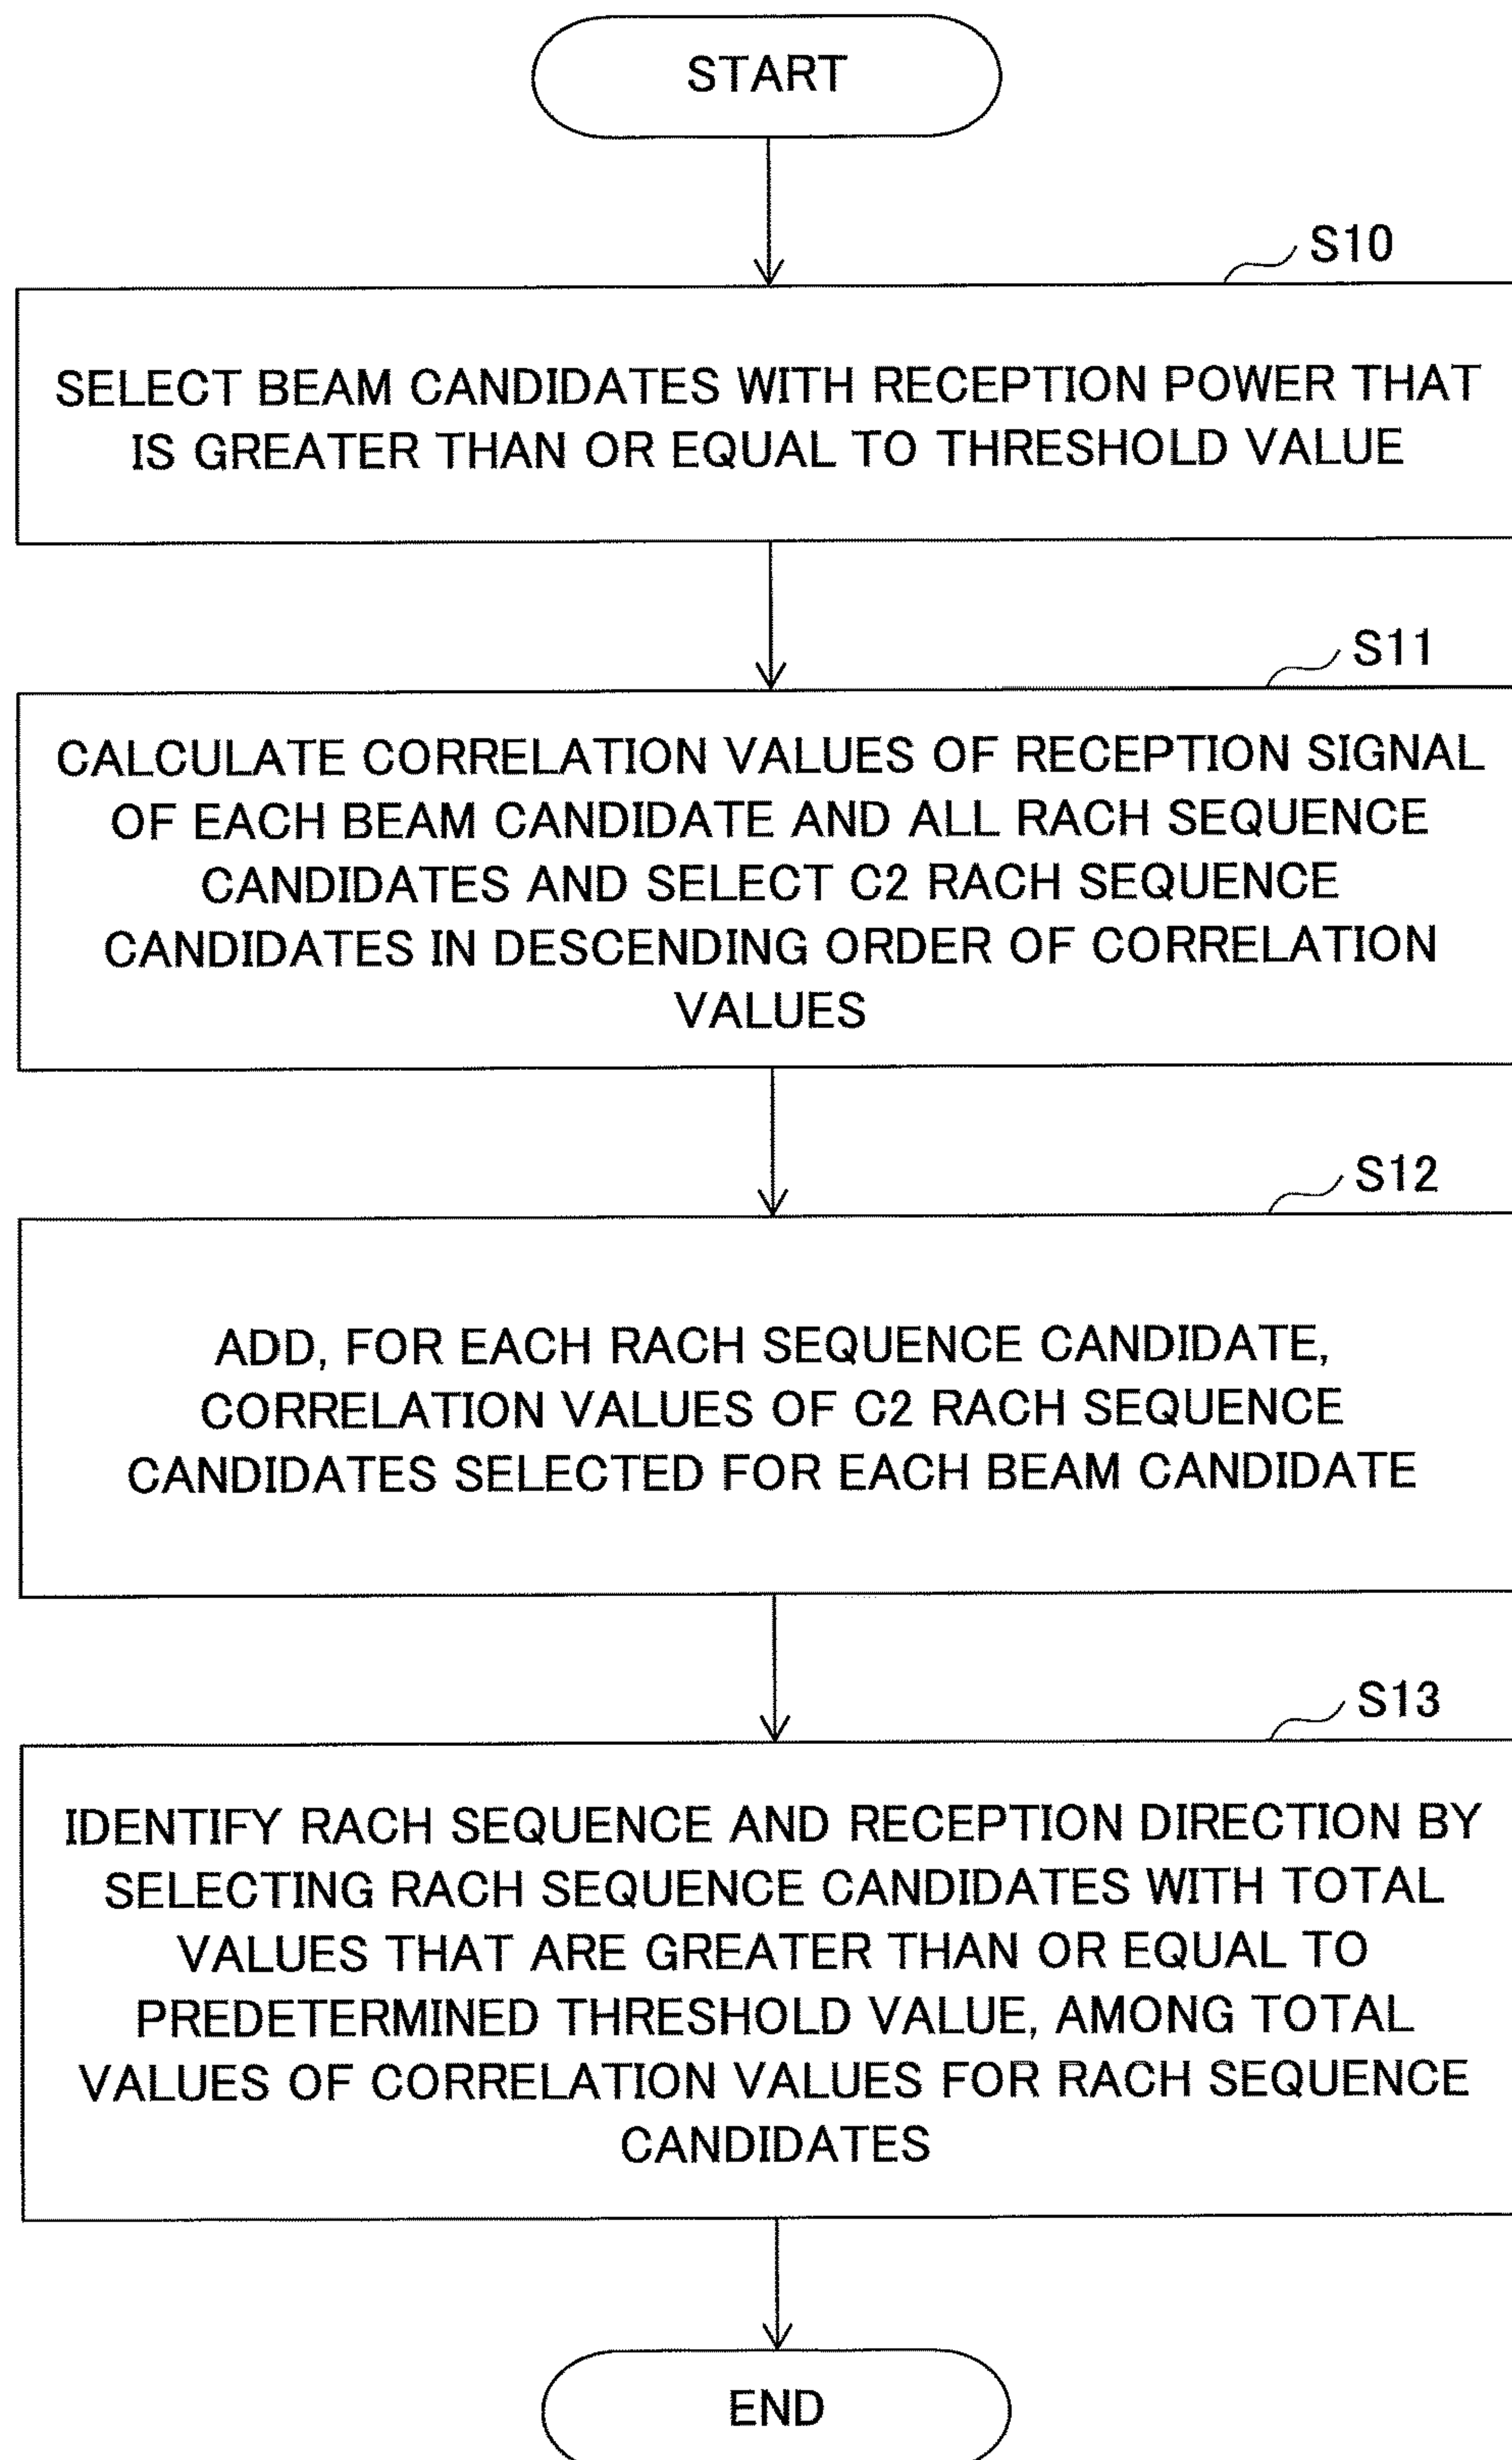 START
S10
SELECT BEAM CANDIDATES WITH RECEPTION POWER THAT
IS GREATER THAN OR EQUAL TO THRESHOLD VALUE
S11
CALCULATE CORRELATION VALUES OF RECEPTION SIGNAL
OF EACH BEAM CANDIDATE AND ALL RACH SEQUENCE
CANDIDATES AND SELECT C2 RACH SEQUENCE
CANDIDATES IN DESCENDING ORDER OF CORRELATION
VALUES
S12
ADD, FOR EACH RACH SEQUENCE CANDIDATE,
CORRELATION VALUES OF C2 RACH SEQUENCE
CANDIDATES SELECTED FOR EACH BEAM CANDIDATE
S13
IDENTIFY RACH SEQUENCE AND RECEPTION DIRECTION BY
SELECTING RACH SEQUENCE CANDIDATES WITH TOTAL
VALUES THAT ARE GREATER THAN OR EQUAL TO
PREDETERMINED THRESHOLD VALUE, AMONG TOTAL
VALUES OF CORRELATION VALUES FOR RACH SEQUENCE
CANDIDATES
END